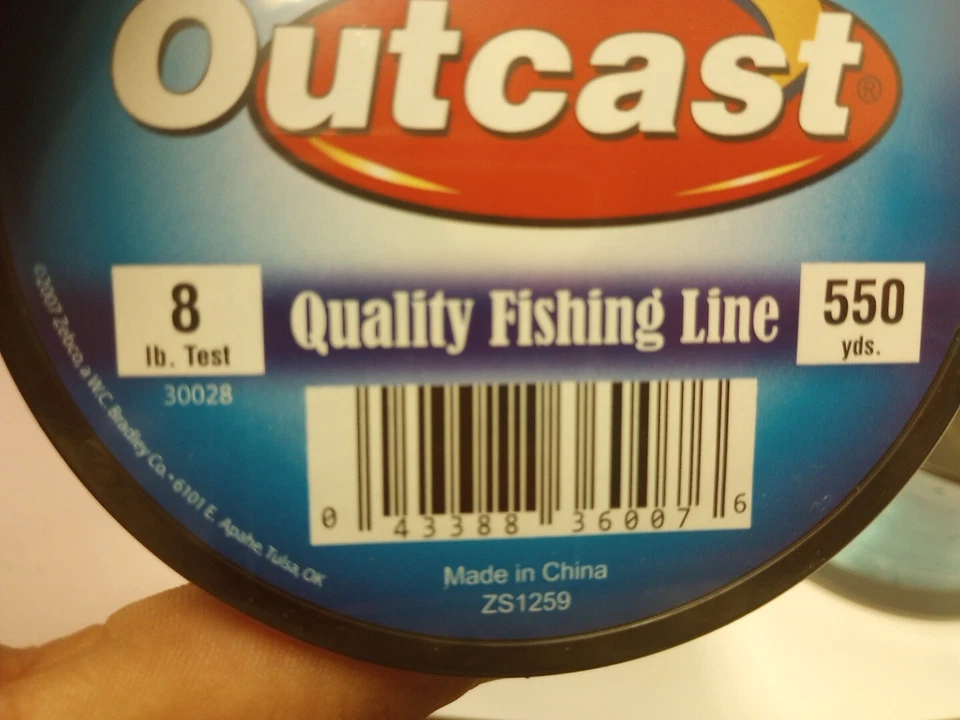 Outcast®
8
lb. Test
30028
Quality Fishing Line
550
yds.
0 43388 36007 6
Made in China
ZS1259
©2007 Zebco, a W.C. Bradley Co. • 6101 E. Apahe, Tulsa, OK